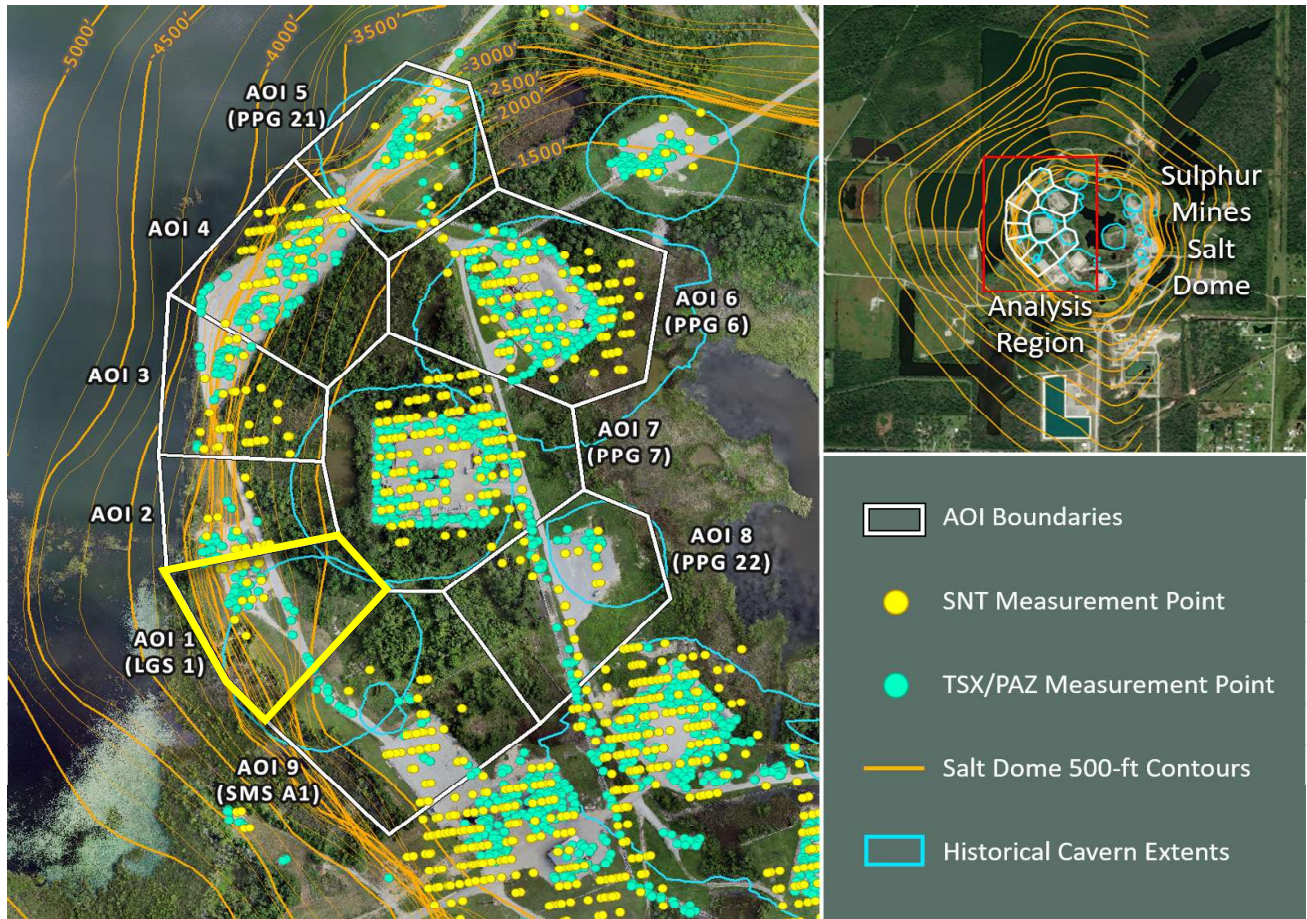 -5000'
-4500'
-4000'
-3500'
-3000'
-2500'
-2000'
-1500'
AOI 5
(PPG 21)
AOI 4
AOI 3
AOI 2
AOI 1
(LGS 1)
AOI 9
(SMS A1)
AOI 6
(PPG 6)
AOI 7
(PPG 7)
AOI 8
(PPG 22)
Sulphur
Mines
Salt
Dome
Analysis
Region
AOI Boundaries
SNT Measurement Point
TSX/PAZ Measurement Point
Salt Dome 500-ft Contours
Historical Cavern Extents